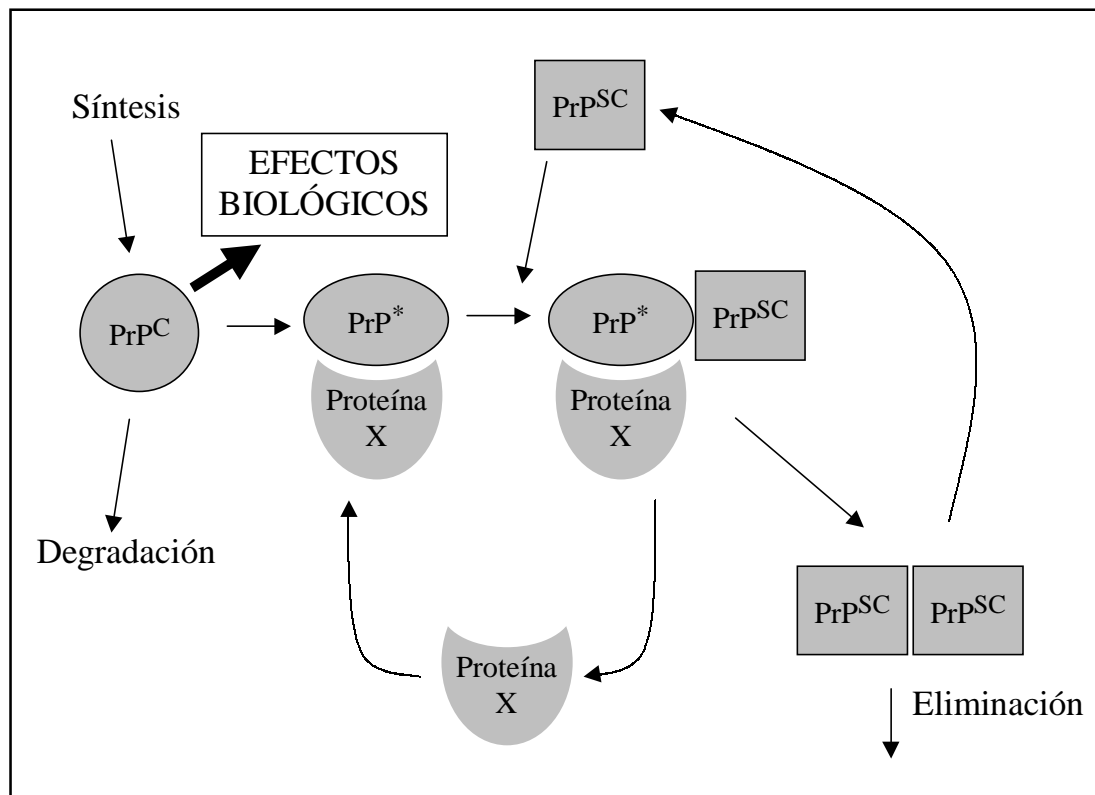 PrP^SC
Síntesis
EFECTOS
BIOLÓGICOS
PrP^C
PrP^*
PrP^*
PrP^SC
Proteína
X
Proteína
X
Degradación
PrP^SC
PrP^SC
Proteína
X
Eliminación